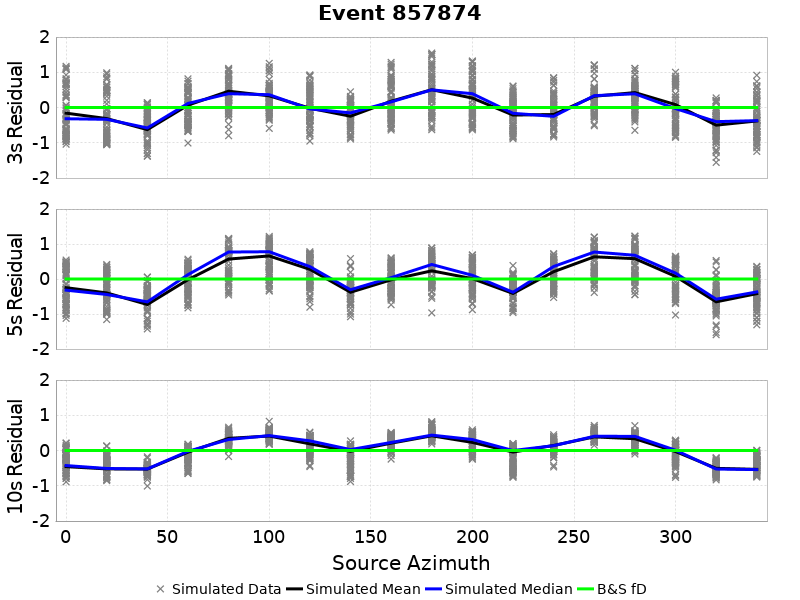 Event 857874
3s Residual
2
1
0
-1
-2
5s Residual
2
1
0
-1
-2
10s Residual
2
1
0
-1
-2
0 50 100 150 200 250 300
Source Azimuth
Simulated Data Simulated Mean Simulated Median B&S fD